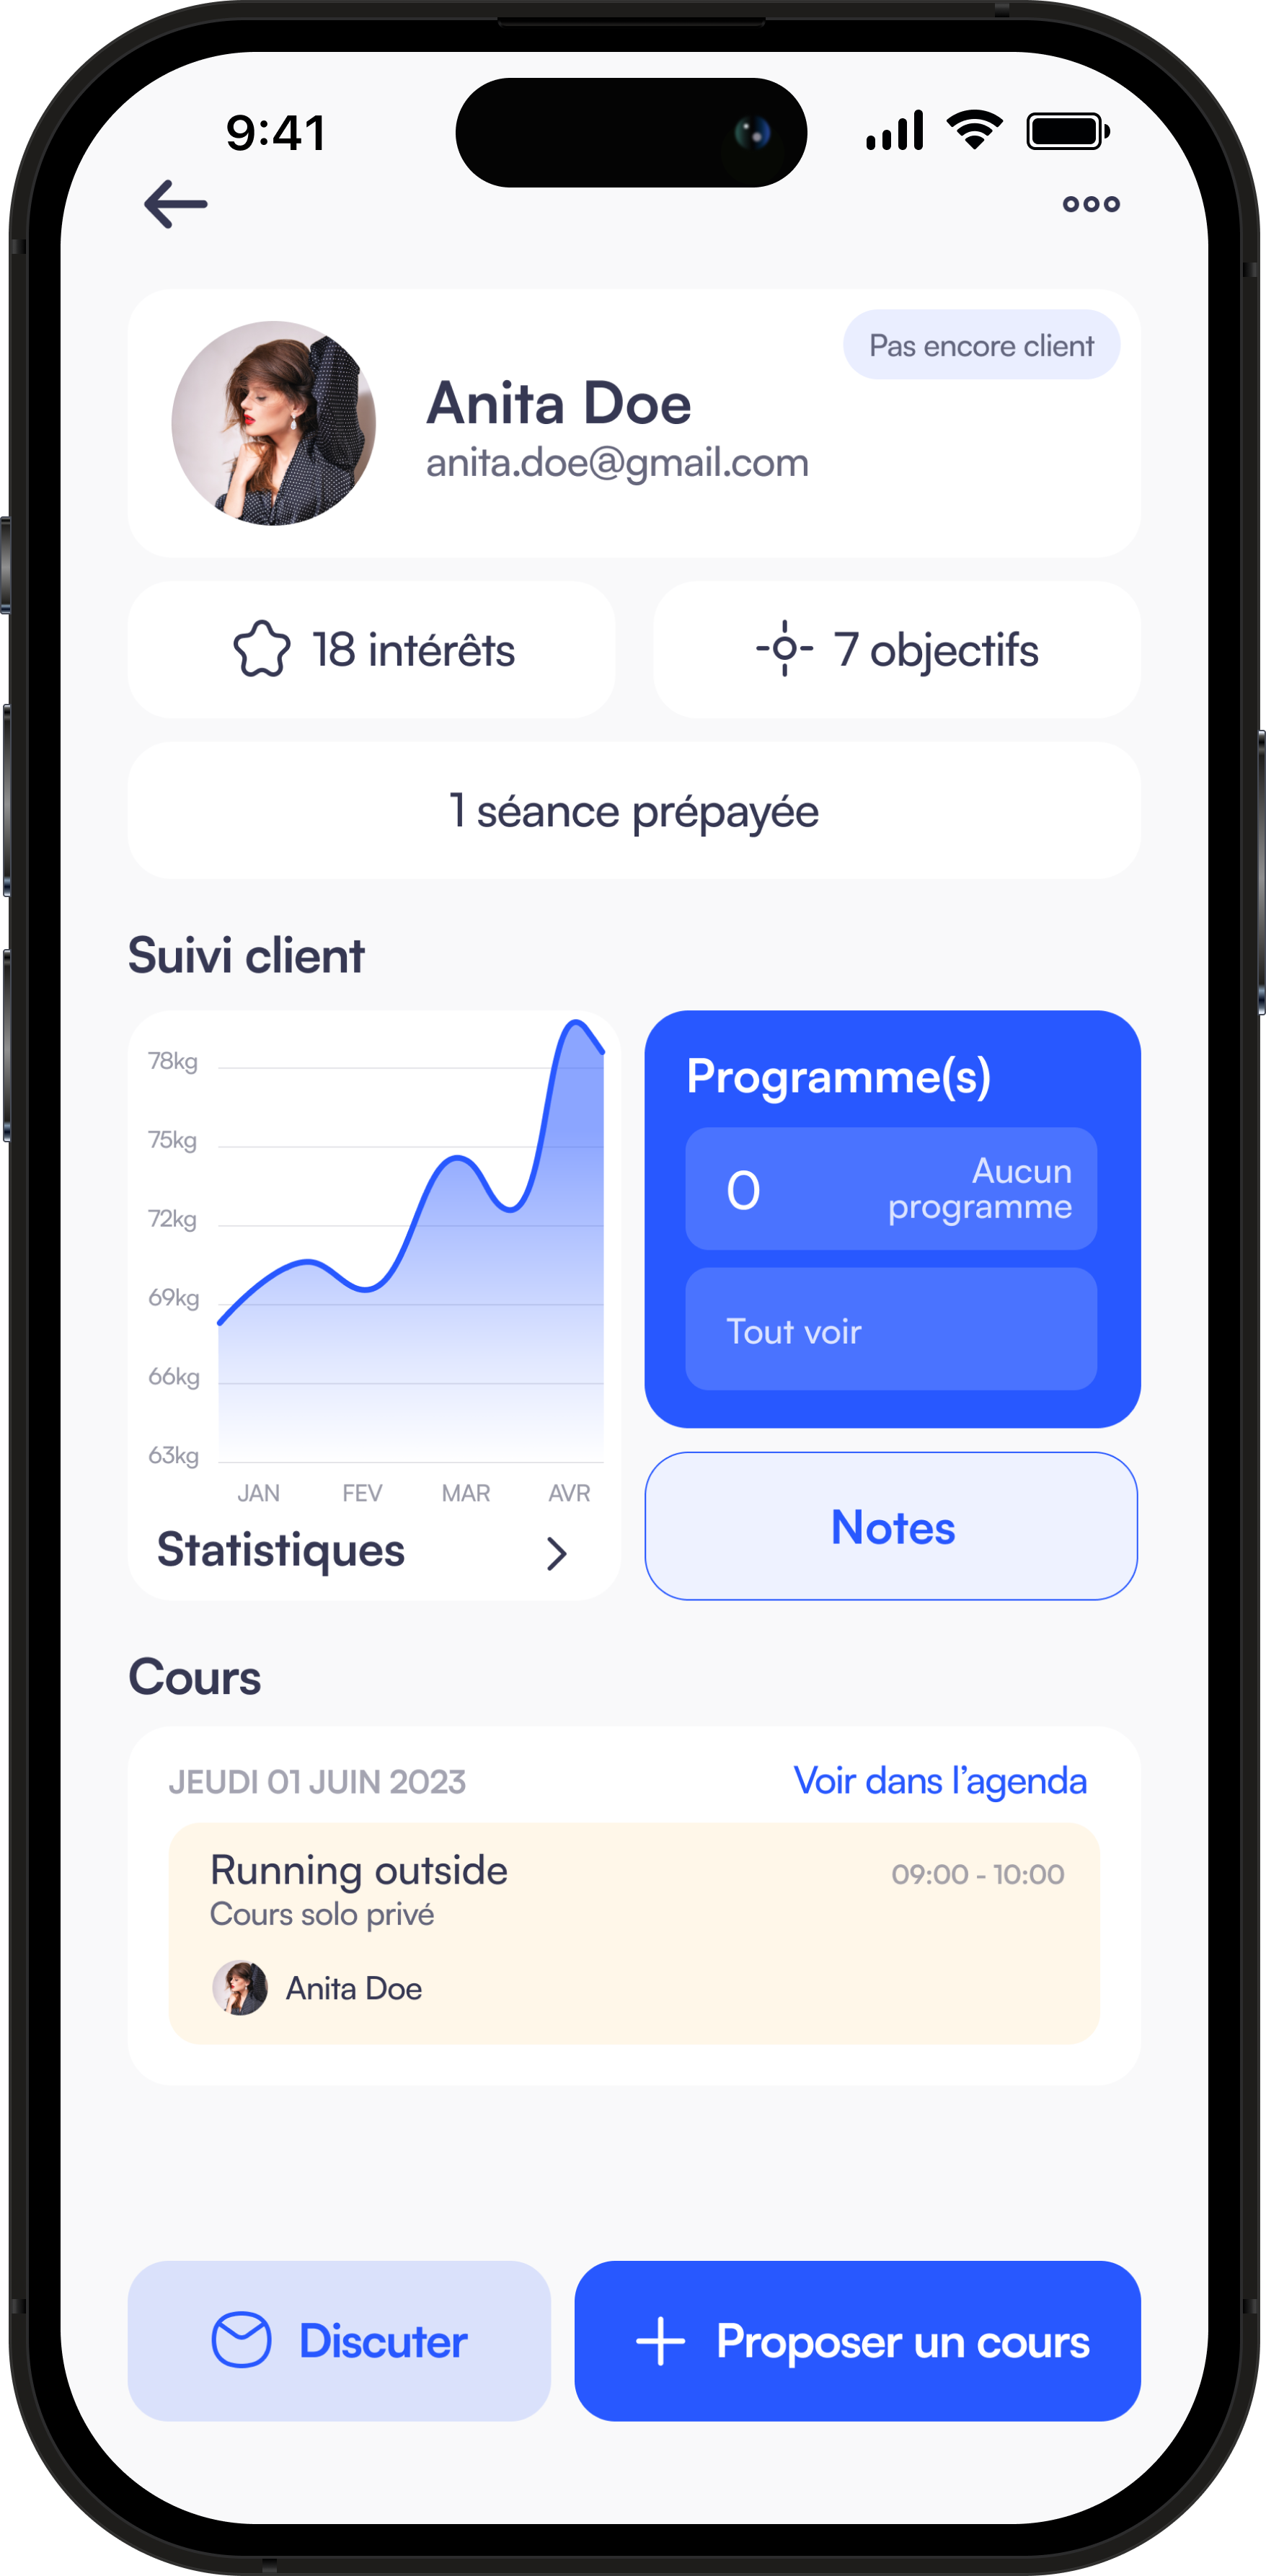 9:41
Pas encore client
Anita Doe
anita.doe@gmail.com
18 intérêts
7 objectifs
1 séance prépayée
Suivi client
78kg
75kg
72kg
69kg
66kg
63kg
JAN FEV MAR AVR
Statistiques
Programme(s)
0
Aucun
programme
Tout voir
Notes
Cours
JEUDI 01 JUIN 2023
Voir dans l’agenda
Running outside
09:00 - 10:00
Cours solo privé
Anita Doe
Discuter
Proposer un cours